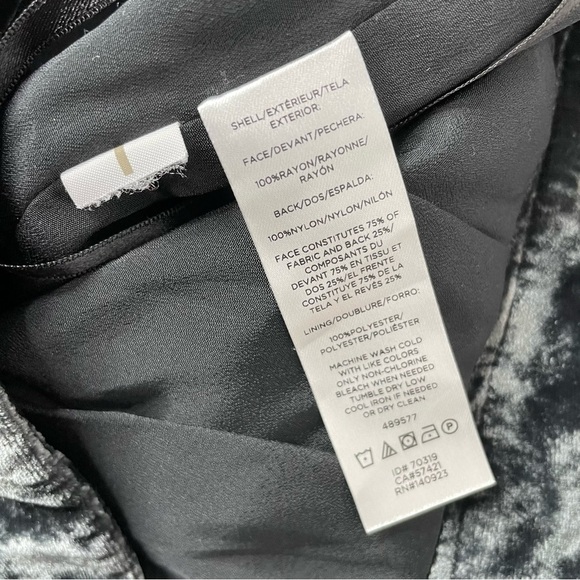 SHELL/EXTÉRIEUR/TELA
EXTERIOR:
FACE/DEVANT/PECHERA:
100%RAYON/RAYONNE/
RAYÓN
BACK/DOS/ESPALDA:
100%NYLON/NYLON/NILÓN
FACE CONSTITUTES 75% OF
FABRIC AND BACK 25%/
COMPOSANTS DU
DEVANT 75% EN TISSU ET
DOS 25%/EL FRENTE
CONSTITUYE 75% DE LA
TELA Y EL REVÉS 25%
LINING/DOUBLURE/FORRO:
100%POLYESTER/
POLYESTER/POLIÉSTER
MACHINE WASH COLD
WITH LIKE COLORS
ONLY NON-CHLORINE
BLEACH WHEN NEEDED
TUMBLE DRY LOW
COOL IRON IF NEEDED
OR DRY CLEAN
489577
ID# 70319
CA#57421
RN#140923